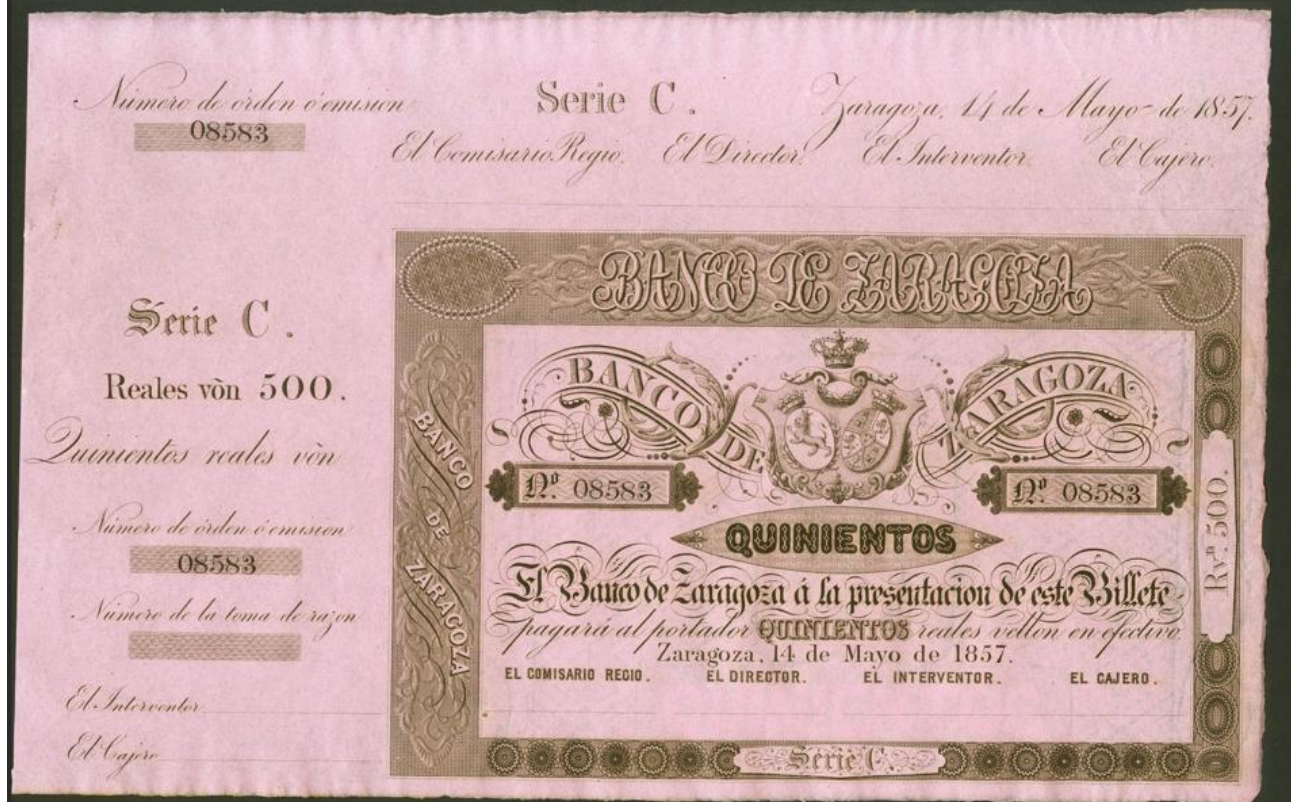 Número de órden ó emision
08583
Serie C.
Zaragoza, 14 de Mayo de 1857.
El Comisario Regio. El Director. El Interventor. El Cajero.
Serie C.
Reales vòn 500.
Quinientos reales vòn
Número de órden ó emision
08583
Número de la toma de razon
El Interventor
El Cajero
BANCO DE ZARAGOZA
BANCO DE ZARAGOZA
BANCO DE ZARAGOZA
Nº 08583
Nº 08583
QUINIENTOS
El Banco de Zaragoza á la presentacion de este Billete
pagará al portador QUINIENTOS reales vellon en efectivo.
Zaragoza, 14 de Mayo de 1857.
EL COMISARIO REGIO. EL DIRECTOR. EL INTERVENTOR. EL CAJERO.
Rvn. 500.
Serie C.